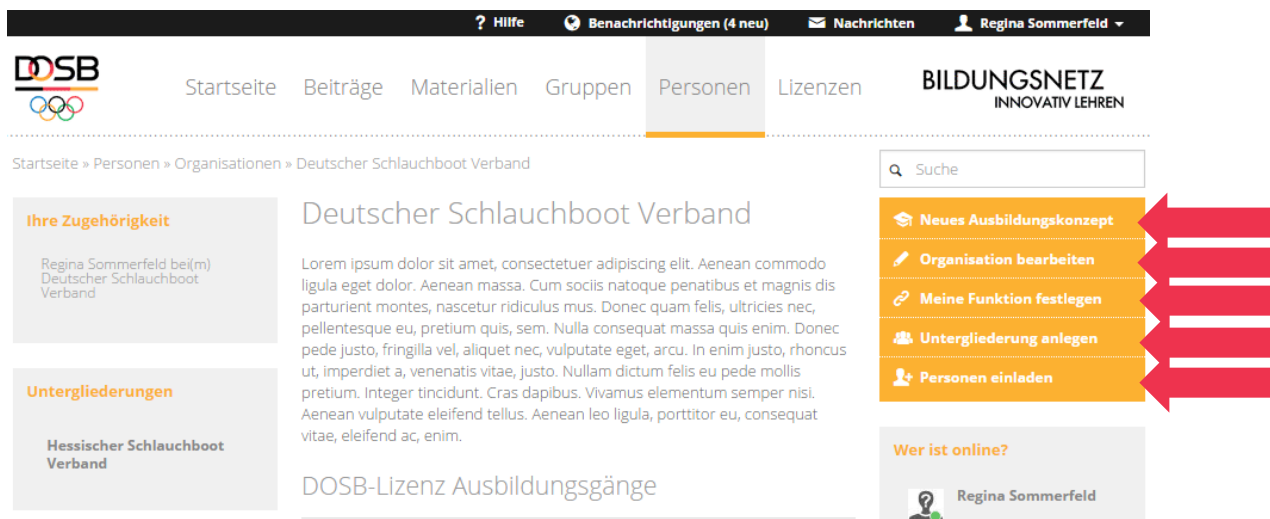 Hilfe
Benachrichtigungen (4 neu)
Nachrichten
Regina Sommerfeld
DOSB
Startseite
Beiträge
Materialien
Gruppen
Personen
Lizenzen
BILDUNGSNETZ
INNOVATIV LEHREN
Startseite » Personen » Organisationen » Deutscher Schlauchboot Verband
Suche
Ihre Zugehörigkeit
Regina Sommerfeld bei(m)
Deutscher Schlauchboot
Verband
Untergliederungen
Hessischer Schlauchboot
Verband
Deutscher Schlauchboot Verband
Lorem ipsum dolor sit amet, consectetuer adipiscing elit. Aenean commodo
ligula eget dolor. Aenean massa. Cum sociis natoque penatibus et magnis dis
parturient montes, nascetur ridiculus mus. Donec quam felis, ultricies nec,
pellentesque eu, pretium quis, sem. Nulla consequat massa quis enim. Donec
pede justo, fringilla vel, aliquet nec, vulputate eget, arcu. In enim justo, rhoncus
ut, imperdiet a, venenatis vitae, justo. Nullam dictum felis eu pede mollis
pretium. Integer tincidunt. Cras dapibus. Vivamus elementum semper nisi.
Aenean vulputate eleifend tellus. Aenean leo ligula, porttitor eu, consequat
vitae, eleifend ac, enim.
DOSB-Lizenz Ausbildungsgänge
Neues Ausbildungskonzept
Organisation bearbeiten
Meine Funktion festlegen
Untergliederung anlegen
Personen einladen
Wer ist online?
Regina Sommerfeld